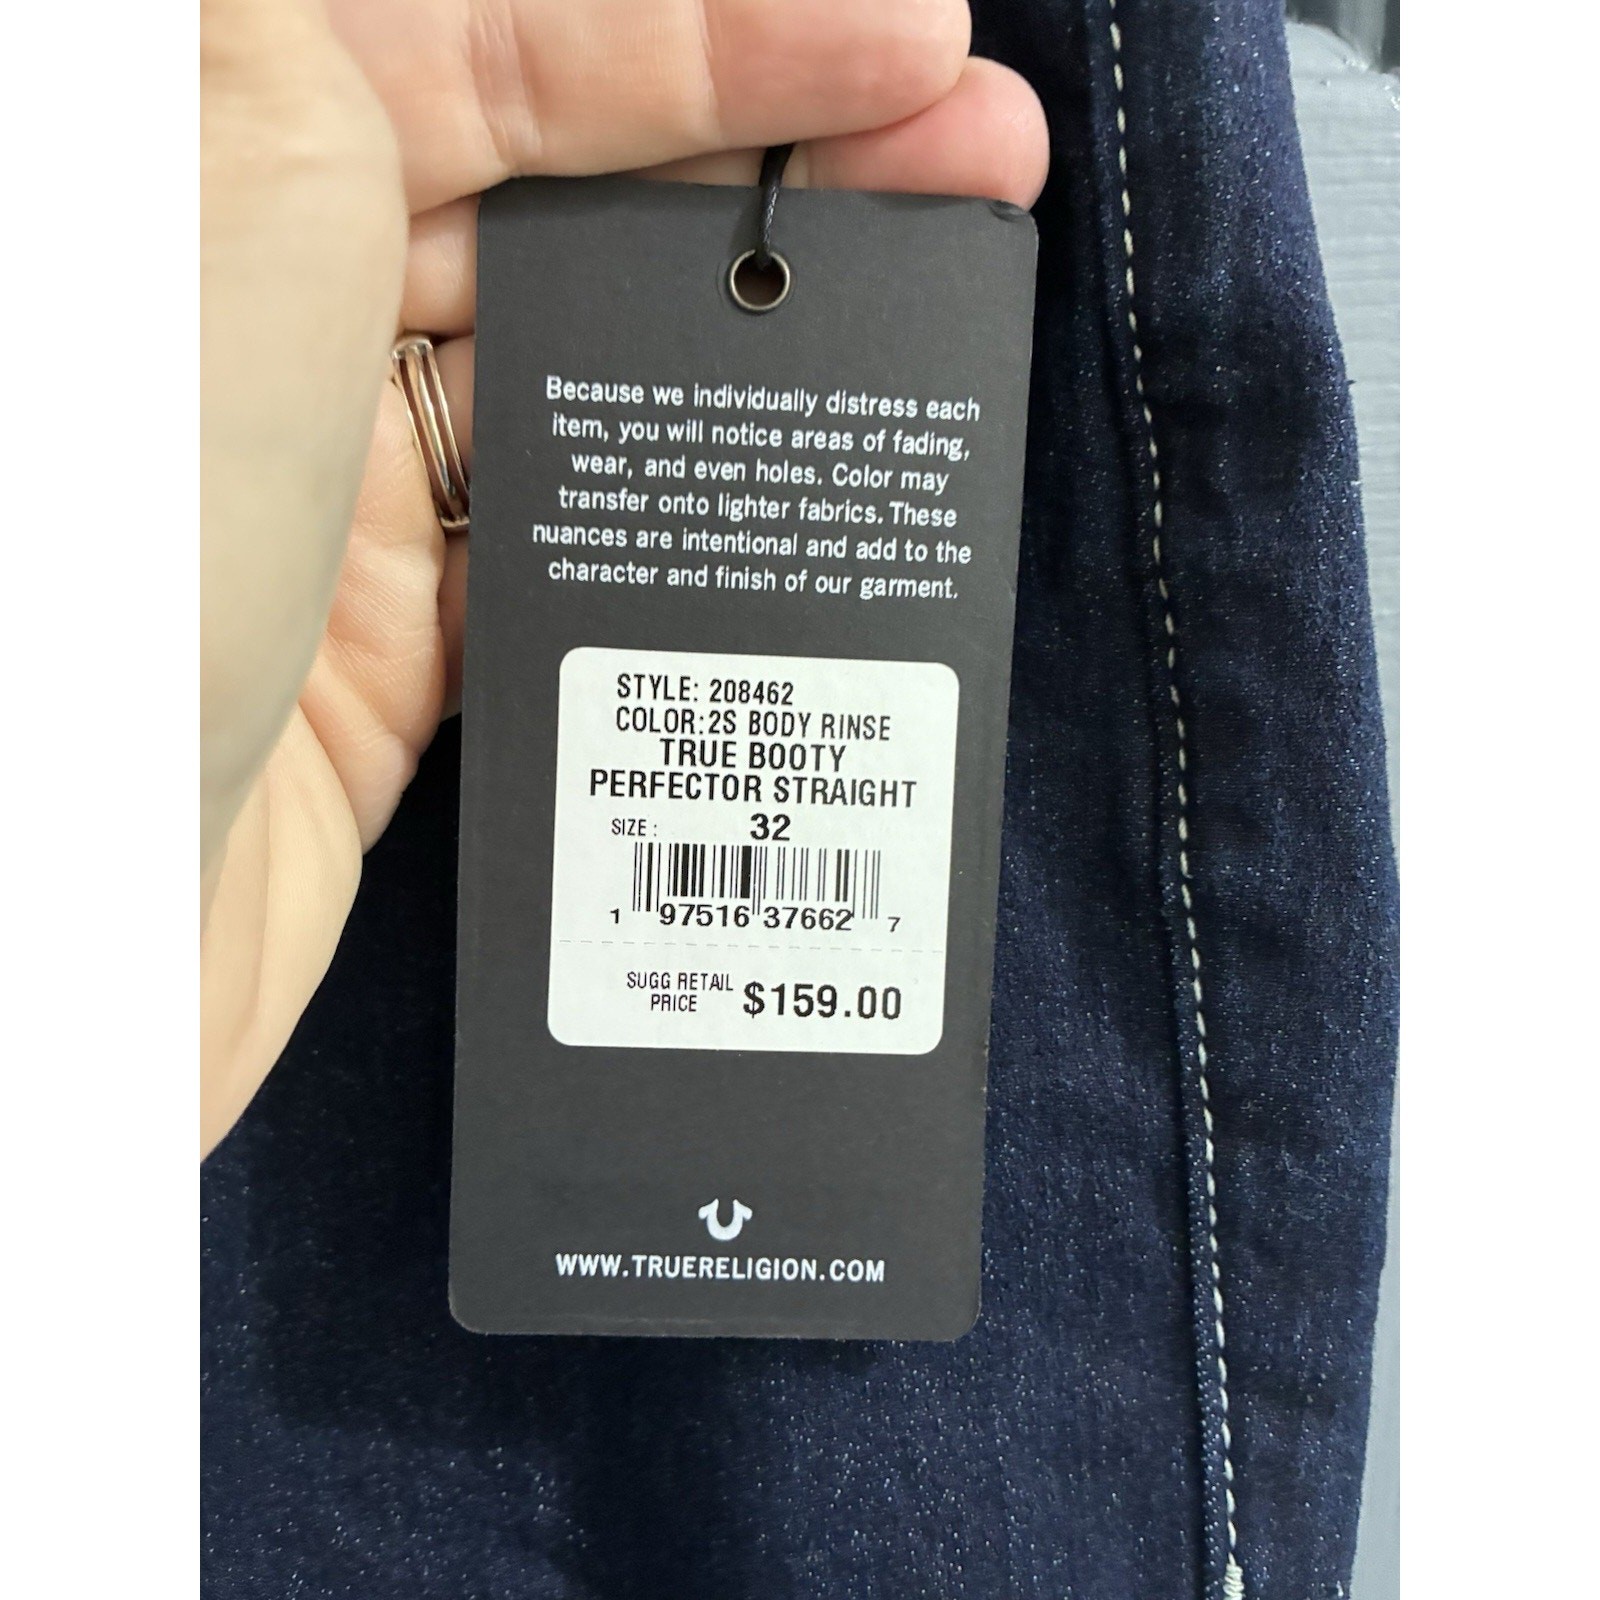 Because we individually distress each
item, you will notice areas of fading,
wear, and even holes. Color may
transfer onto lighter fabrics. These
nuances are intentional and add to the
character and finish of our garment.
STYLE: 208462
COLOR:2S BODY RINSE
TRUE BOOTY
PERFECTOR STRAIGHT
SIZE : 32
1 97516 37662 7
SUGG RETAIL
PRICE $159.00
WWW.TRUERELIGION.COM